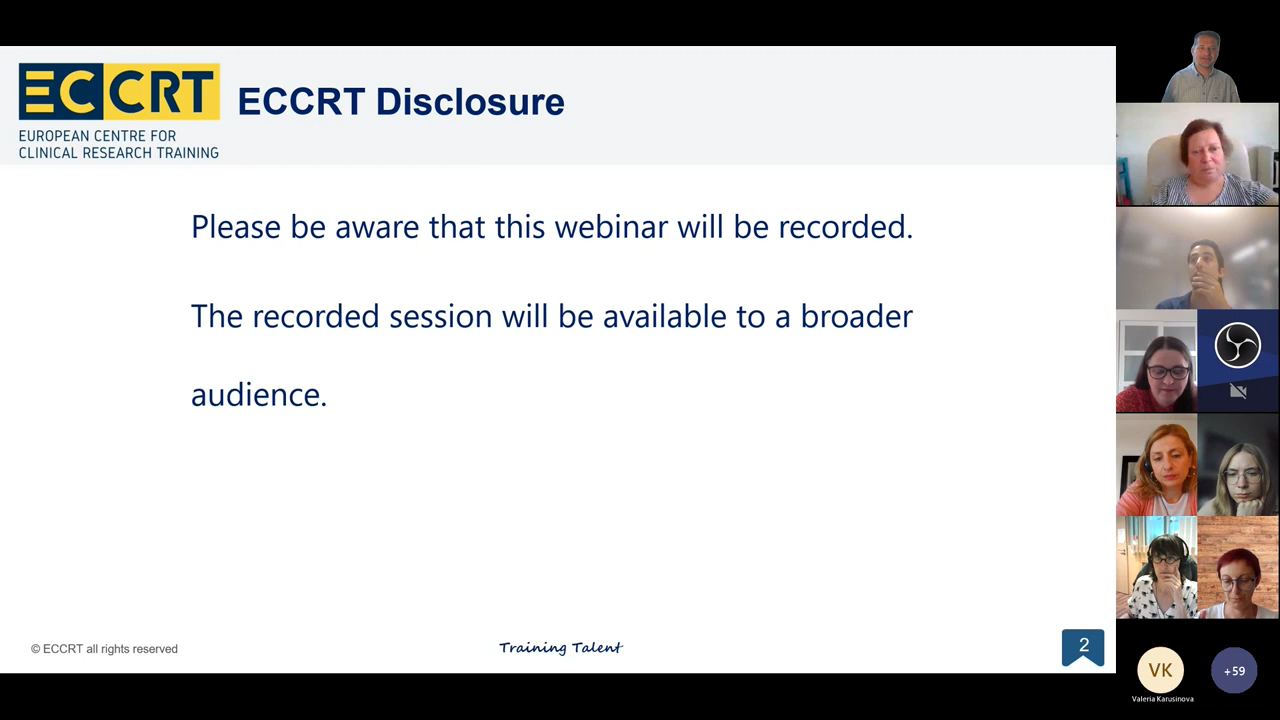 ECCRT
EUROPEAN CENTRE FOR
CLINICAL RESEARCH TRAINING
ECCRT Disclosure
Please be aware that this webinar will be recorded.
The recorded session will be available to a broader
audience.
© ECCRT all rights reserved
Training Talent
2
VK
Valeria Karusinova
+59